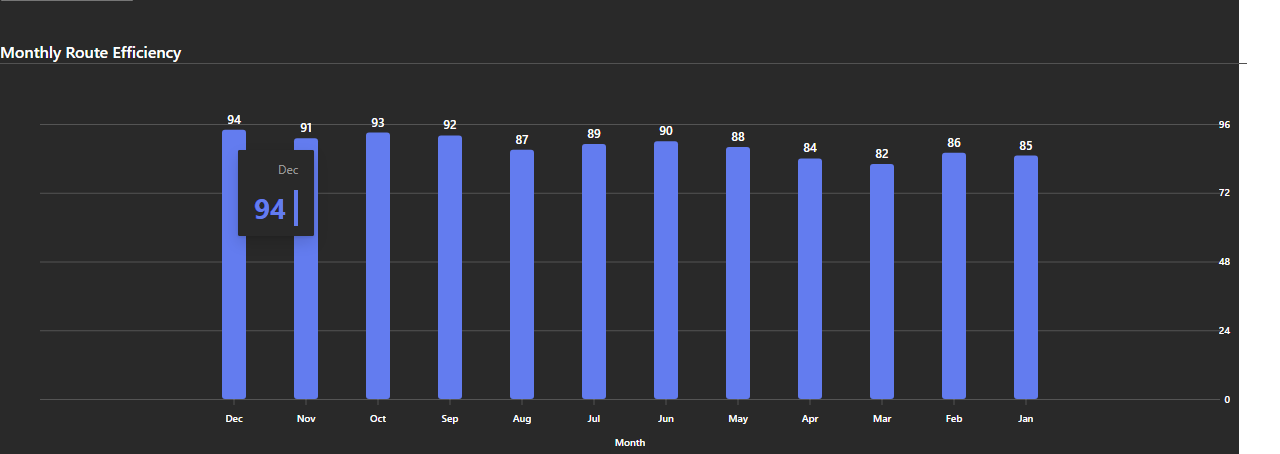 Monthly Route Efficiency
94 91 93 92 87 89 90 88 84 82 86 85
96
Dec
72
94
48
24
0
Dec Nov Oct Sep Aug Jul Jun May Apr Mar Feb Jan
Month